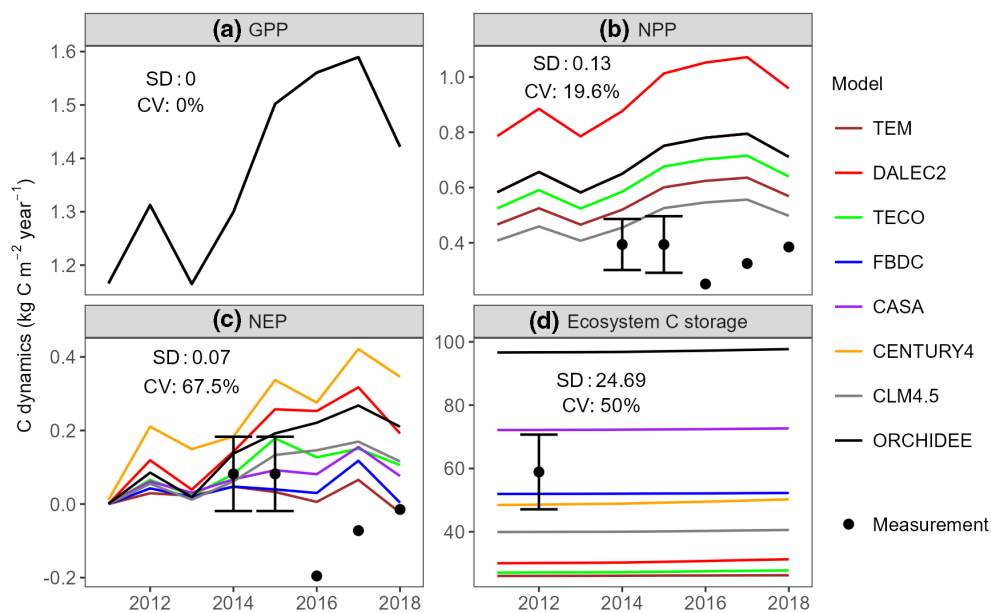 (a) GPP
(b) NPP
C dynamics (kg C m⁻² year⁻¹)
1.6
1.5
1.4
1.3
1.2
SD : 0
CV: 0%
1.0
0.8
0.6
0.4
SD : 0.13
CV: 19.6%
(c) NEP
(d) Ecosystem C storage
0.4
0.2
0.0
-0.2
SD : 0.07
CV: 67.5%
2012
2014
2016
2018
100
80
60
40
SD : 24.69
CV: 50%
2012
2014
2016
2018
Model
TEM
DALEC2
TECO
FBDC
CASA
CENTURY4
CLM4.5
ORCHIDEE
Measurement